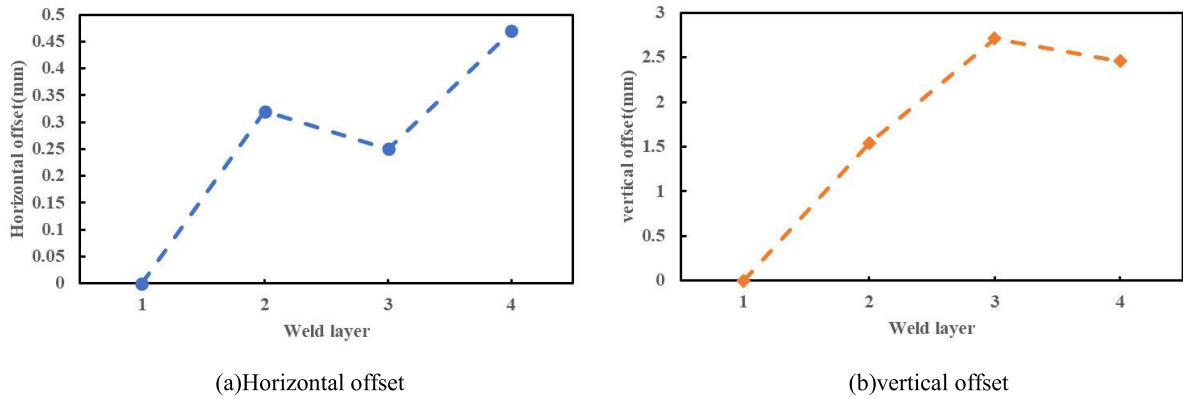 0.5
0.45
0.4
0.35
0.3
0.25
0.2
0.15
0.1
0.05
0
Horizontal offset(mm)
1 2 3 4
Weld layer
(a)Horizontal offset
3
2.5
2
1.5
1
0.5
0
vertical offset(mm)
1 2 3 4
Weld layer
(b)vertical offset